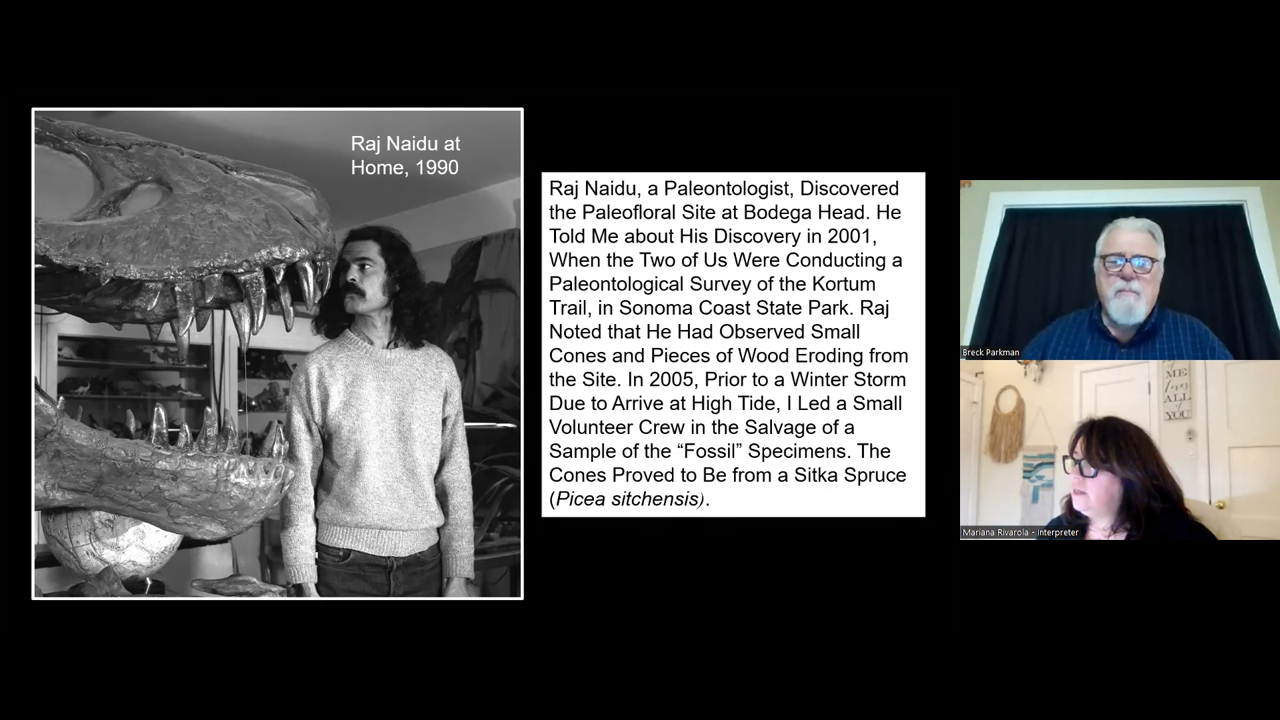 Raj Naidu at
Home, 1990
Raj Naidu, a Paleontologist, Discovered
the Paleofloral Site at Bodega Head. He
Told Me about His Discovery in 2001,
When the Two of Us Were Conducting a
Paleontological Survey of the Kortum
Trail, in Sonoma Coast State Park. Raj
Noted that He Had Observed Small
Cones and Pieces of Wood Eroding from
the Site. In 2005, Prior to a Winter Storm
Due to Arrive at High Tide, I Led a Small
Volunteer Crew in the Salvage of a
Sample of the “Fossil” Specimens. The
Cones Proved to Be from a Sitka Spruce
(Picea sitchensis).
Breck Parkman
ME
ALL
of
YOU
Mariana Rivarola - Interpreter